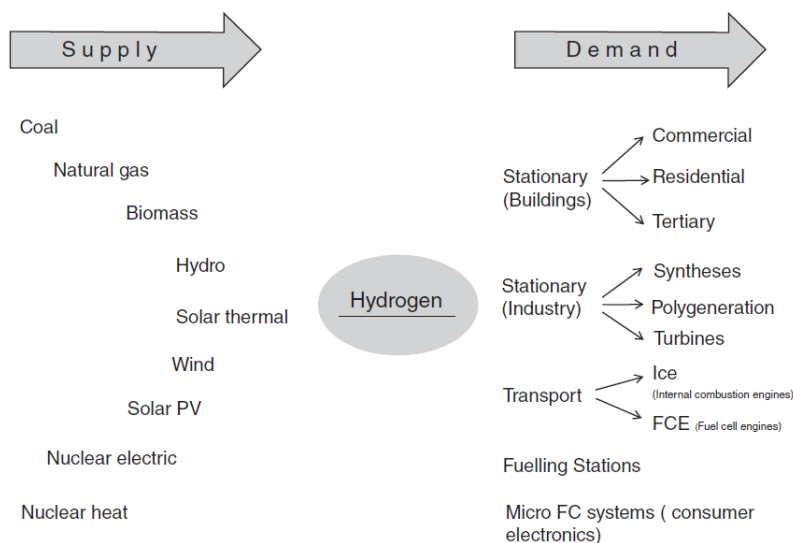 Supply
Demand
Coal
Natural gas
Biomass
Hydro
Solar thermal
Wind
Solar PV
Nuclear electric
Nuclear heat
Hydrogen
Stationary
(Buildings)
Commercial
Residential
Tertiary
Stationary
(Industry)
Syntheses
Polygeneration
Turbines
Transport
Ice
(Internal combustion engines)
FCE (Fuel cell engines)
Fuelling Stations
Micro FC systems ( consumer
electronics)